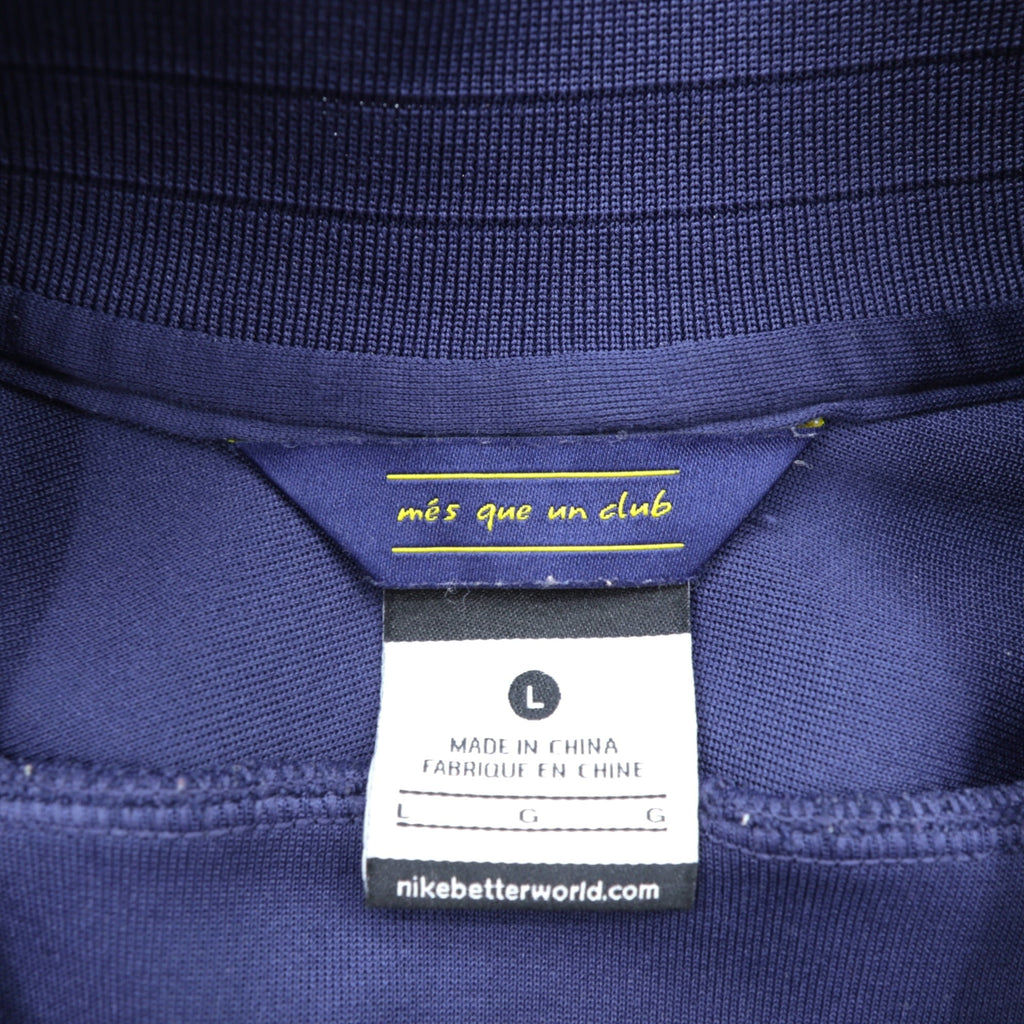 més que un club
L
MADE IN CHINA
FABRIQUE EN CHINE
L G G
nikebetterworld.com